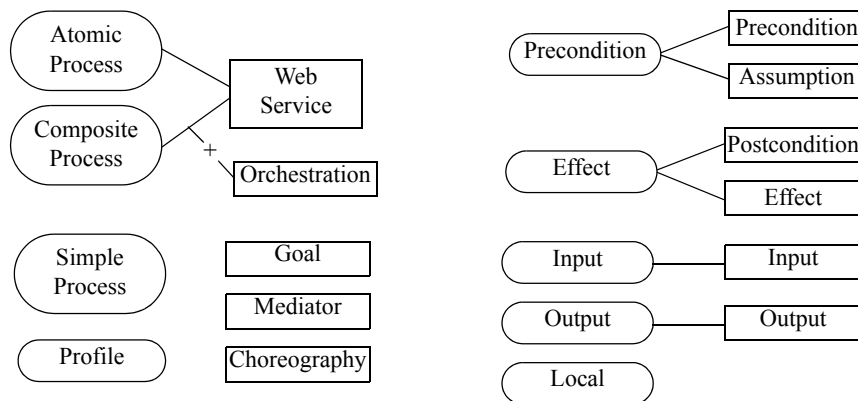 Atomic
Process
Web
Service
Composite
Process
+
Orchestration
Simple
Process
Goal
Mediator
Profile
Choreography
Precondition
Precondition
Assumption
Effect
Postcondition
Effect
Input
Input
Output
Output
Local